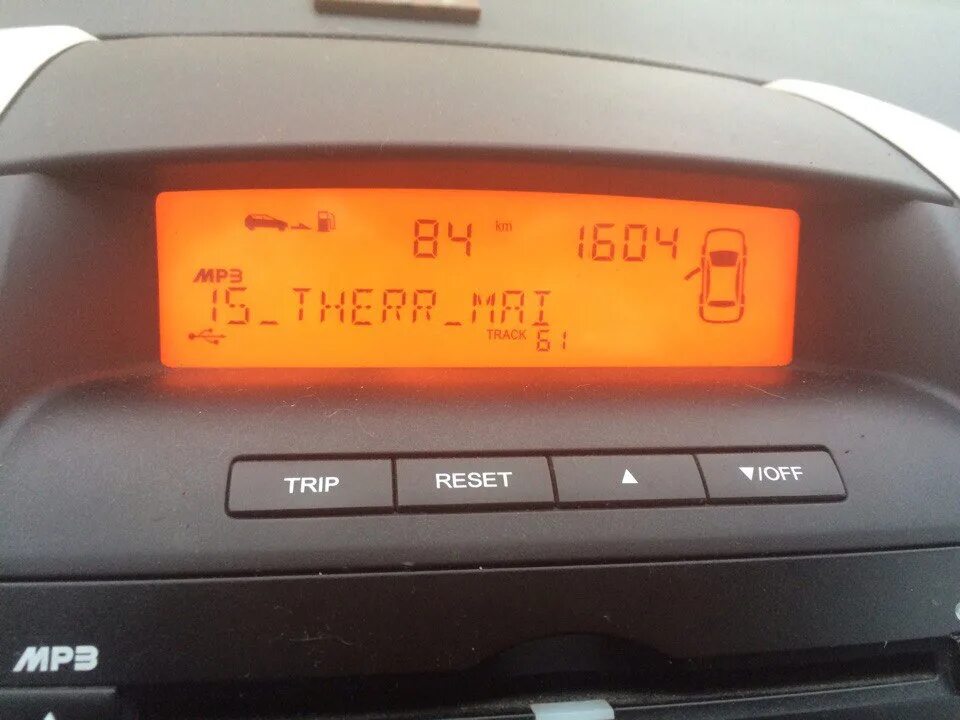 84 km 1604
MP3
15_THERR_MAI
TRACK 61
TRIP RESET ▲ ▼/OFF
MP3